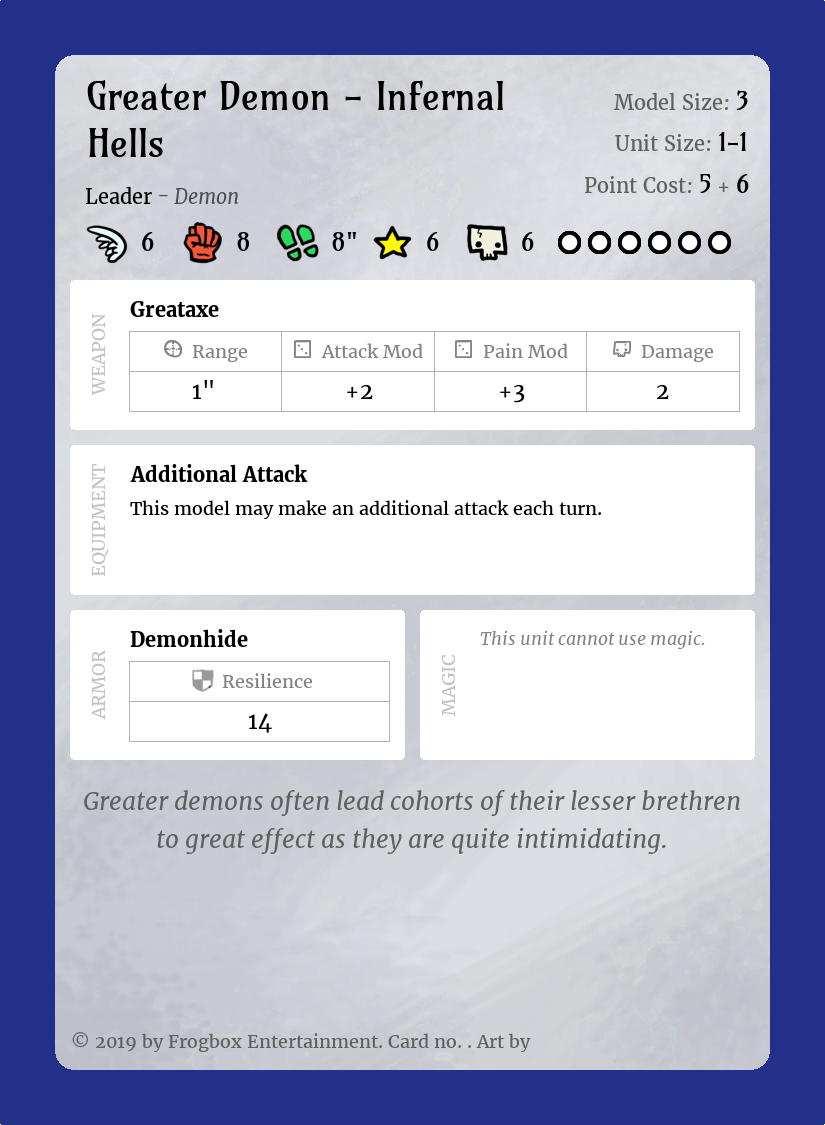 Greater Demon – Infernal
Hells
Model Size: 3
Unit Size: 1-1
Point Cost: 5 + 6
Leader – Demon
6 8 8" 6 6
WEAPON
Greataxe
Range Attack Mod Pain Mod Damage
1" +2 +3 2
EQUIPMENT
Additional Attack
This model may make an additional attack each turn.
ARMOR
Demonhide
Resilience
14
MAGIC
This unit cannot use magic.
Greater demons often lead cohorts of their lesser brethren
to great effect as they are quite intimidating.
© 2019 by Frogbox Entertainment. Card no. . Art by